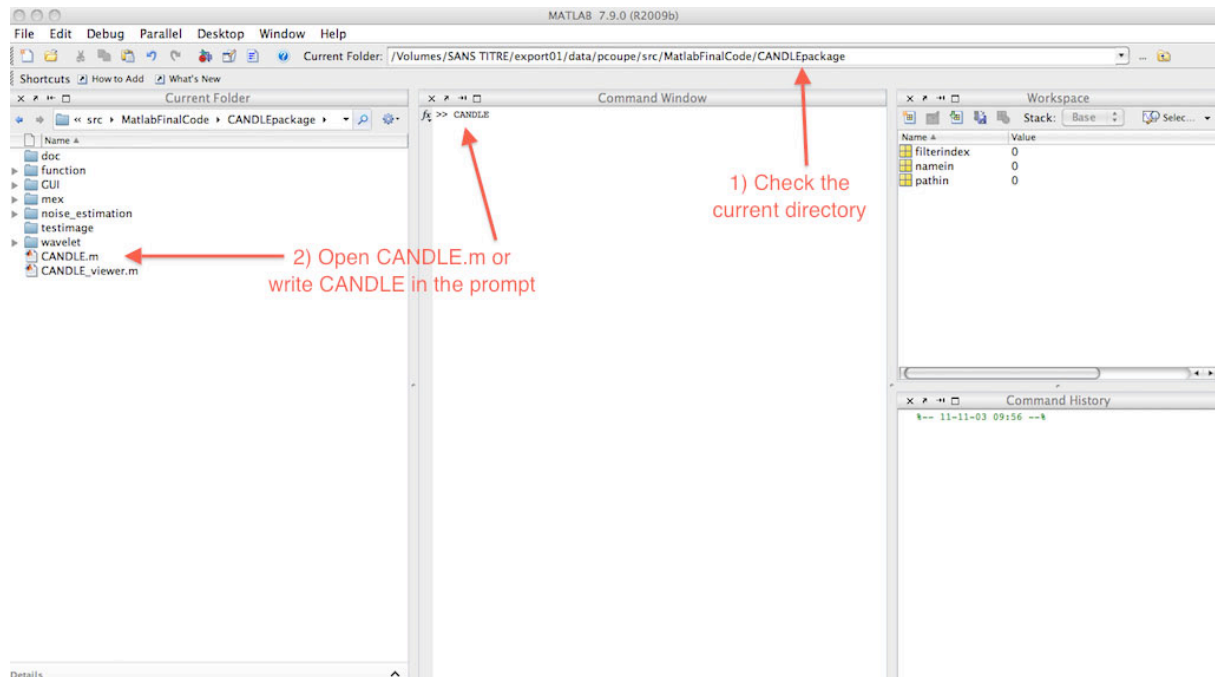 MATLAB 7.9.0 (R2009b)
File Edit Debug Parallel Desktop Window Help
Current Folder: /Volumes/SANS TITRE/export01/data/pcoupe/src/MatlabFinalCode/CANDLEpackage
Shortcuts How to Add What's New
Current Folder
« src MatlabFinalCode CANDLEpackage
Name
doc
function
GUI
mex
noise_estimation
testimage
wavelet
CANDLE.m
CANDLE_viewer.m
Details
Command Window
fx >> CANDLE
1) Check the
current directory
2) Open CANDLE.m or
write CANDLE in the prompt
Workspace
Stack: Base Selec...
Name Value
filterindex 0
namein 0
pathin 0
Command History
%-- 11-11-03 09:56 --%